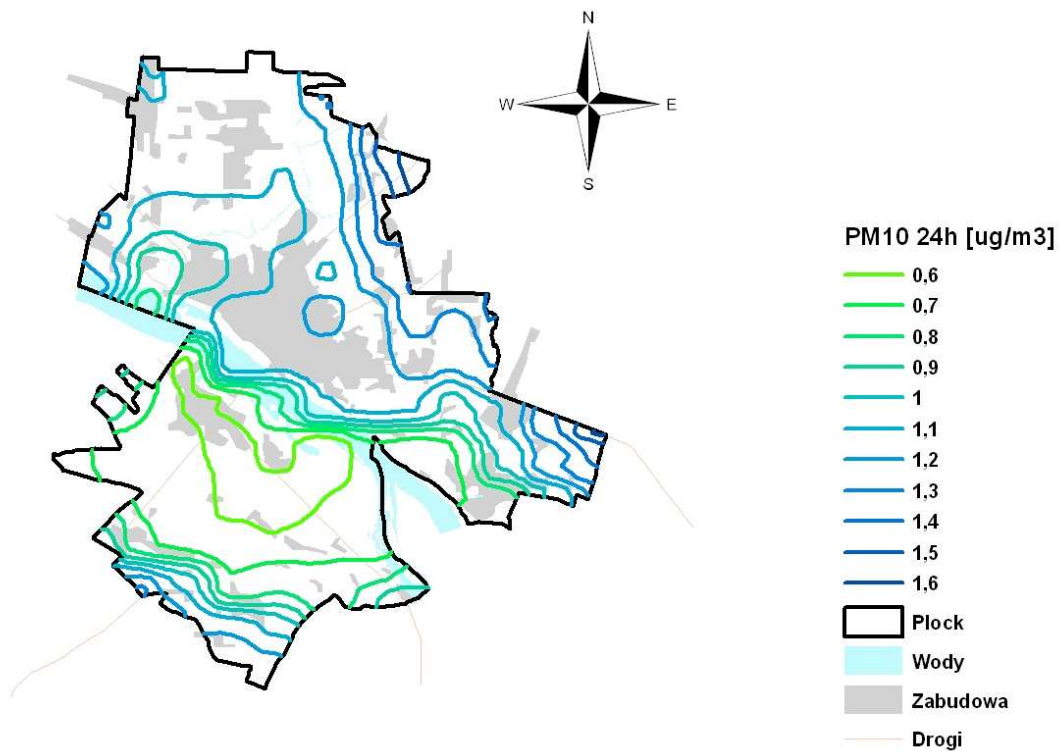 N
W
E
S
PM10 24h [ug/m3]
0,6
0,7
0,8
0,9
1
1,1
1,2
1,3
1,4
1,5
1,6
Płock
Wody
Zabudowa
Drogi